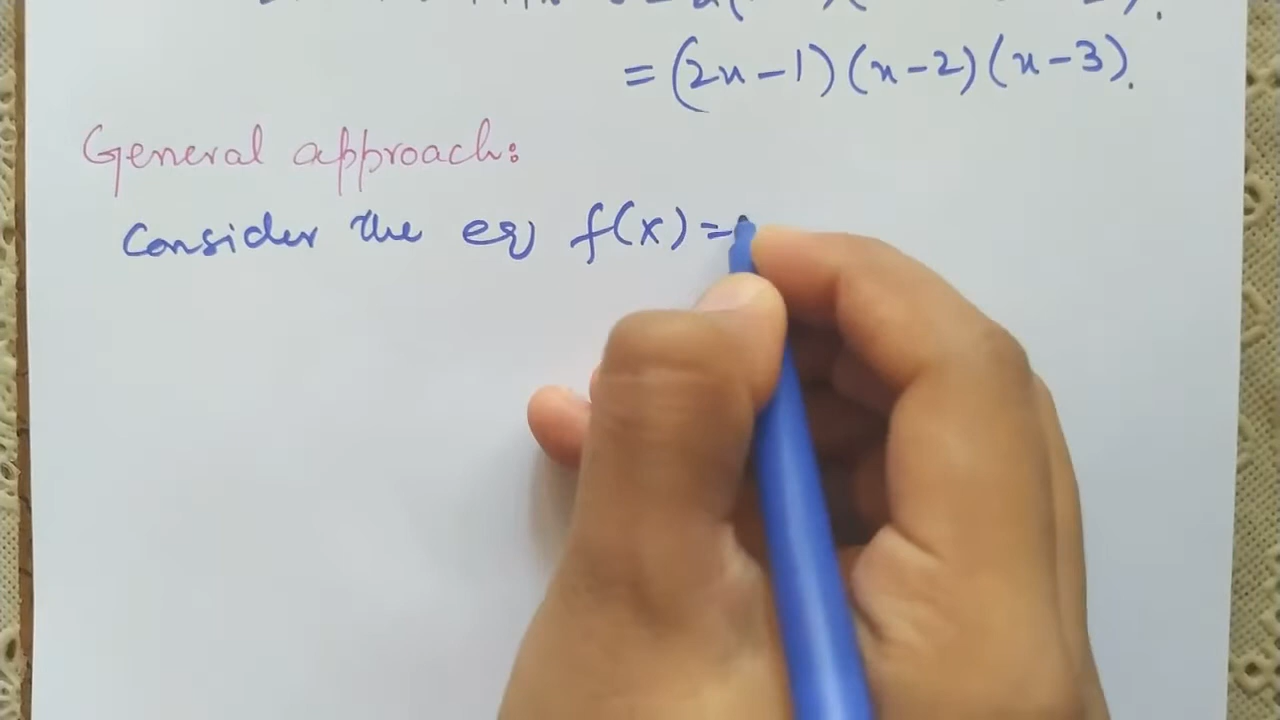 = (2x-1)(x-2)(x-3).
General approach:
Consider the eq f(x) =